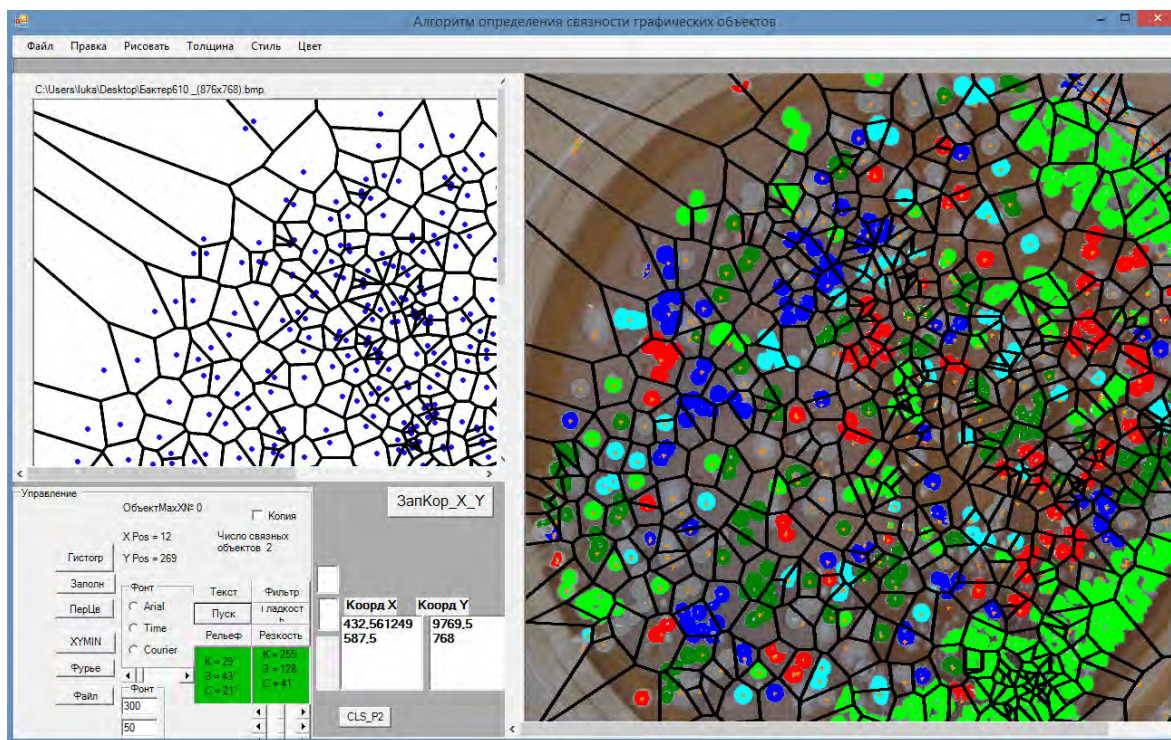 Алгоритм определения связности графических объектов
Файл Правка Рисовать Толщина Стиль Цвет
C:\Users\luka\Desktop\Бактер610 _(876x768).bmp
Управление
ОбъектMaxXN= 0
Копия
ЗапКор_X_Y
X Pos = 12
Число связных
объектов 2
Y Pos = 269
Гистогр
Заполн
ПерЦв
XYMIN
Фурье
Файл
Фонт
Arial
Time
Courier
Фонт
300
50
Текст
Фильтр
Пуск
Гладкост
ь
Рельеф
Резкость
К = 29
З = 43
С = 21
К = 255
З = 128
С = 41
Коорд X
Коорд Y
432,561249
9769,5
587,5
768
CLS_P2